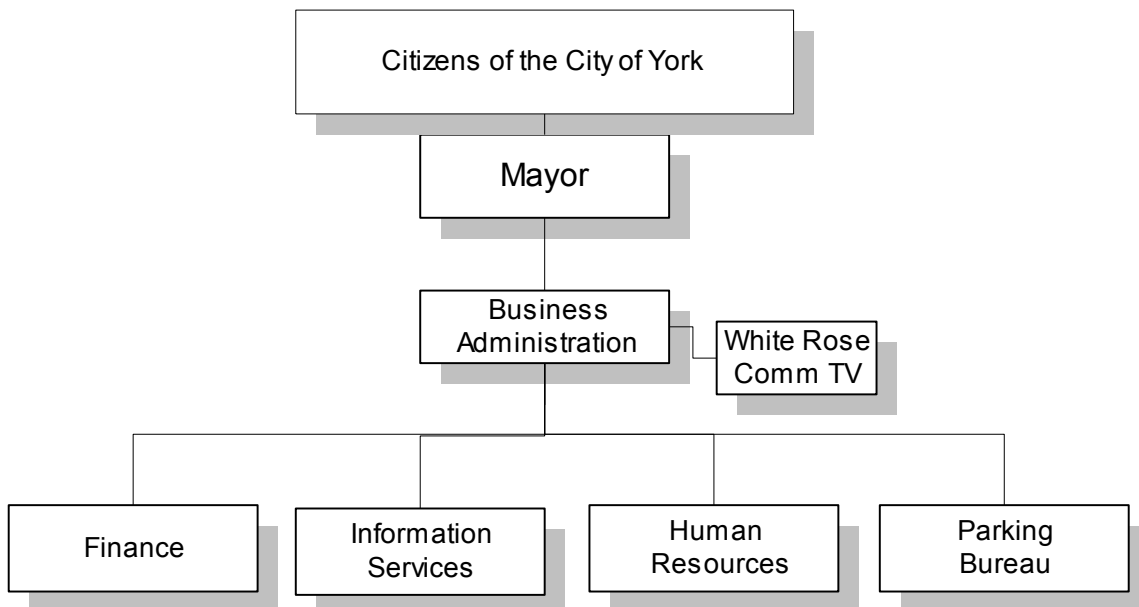 Citizens of the City of York
Mayor
Business
Administration
White Rose
Comm TV
Finance
Information
Services
Human
Resources
Parking
Bureau